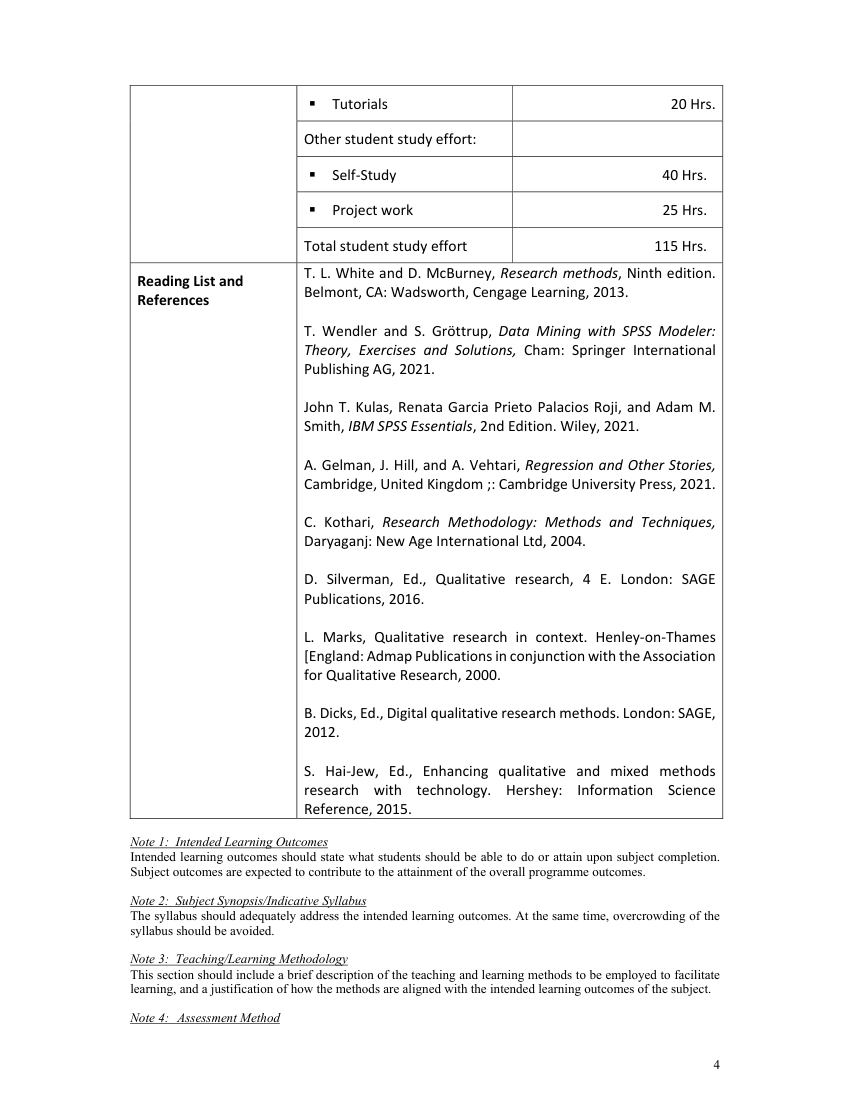 ▪ Tutorials 20 Hrs.
Other student study effort:
▪ Self-Study 40 Hrs.
▪ Project work 25 Hrs.
Total student study effort 115 Hrs.
Reading List and
References
T. L. White and D. McBurney, Research methods, Ninth edition.
Belmont, CA: Wadsworth, Cengage Learning, 2013.
T. Wendler and S. Gröttrup, Data Mining with SPSS Modeler:
Theory, Exercises and Solutions, Cham: Springer International
Publishing AG, 2021.
John T. Kulas, Renata Garcia Prieto Palacios Roji, and Adam M.
Smith, IBM SPSS Essentials, 2nd Edition. Wiley, 2021.
A. Gelman, J. Hill, and A. Vehtari, Regression and Other Stories,
Cambridge, United Kingdom ;: Cambridge University Press, 2021.
C. Kothari, Research Methodology: Methods and Techniques,
Daryaganj: New Age International Ltd, 2004.
D. Silverman, Ed., Qualitative research, 4 E. London: SAGE
Publications, 2016.
L. Marks, Qualitative research in context. Henley-on-Thames
[England: Admap Publications in conjunction with the Association
for Qualitative Research, 2000.
B. Dicks, Ed., Digital qualitative research methods. London: SAGE,
2012.
S. Hai-Jew, Ed., Enhancing qualitative and mixed methods
research with technology. Hershey: Information Science
Reference, 2015.
Note 1: Intended Learning Outcomes
Intended learning outcomes should state what students should be able to do or attain upon subject completion.
Subject outcomes are expected to contribute to the attainment of the overall programme outcomes.
Note 2: Subject Synopsis/Indicative Syllabus
The syllabus should adequately address the intended learning outcomes. At the same time, overcrowding of the
syllabus should be avoided.
Note 3: Teaching/Learning Methodology
This section should include a brief description of the teaching and learning methods to be employed to facilitate
learning, and a justification of how the methods are aligned with the intended learning outcomes of the subject.
Note 4: Assessment Method
4